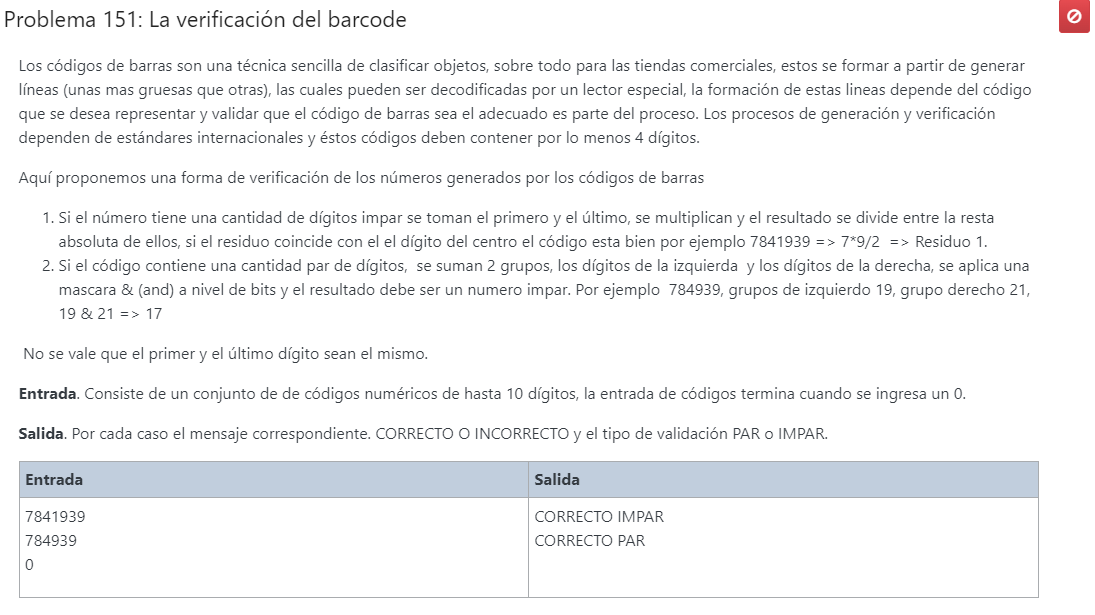 Problema 151: La verificación del barcode
Los códigos de barras son una técnica sencilla de clasificar objetos, sobre todo para las tiendas comerciales, estos se formar a partir de generar
líneas (unas mas gruesas que otras), las cuales pueden ser decodificadas por un lector especial, la formación de estas lineas depende del código
que se desea representar y validar que el código de barras sea el adecuado es parte del proceso. Los procesos de generación y verificación
dependen de estándares internacionales y éstos códigos deben contener por lo menos 4 dígitos.
Aquí proponemos una forma de verificación de los números generados por los códigos de barras
1. Si el número tiene una cantidad de dígitos impar se toman el primero y el último, se multiplican y el resultado se divide entre la resta
absoluta de ellos, si el residuo coincide con el el dígito del centro el código esta bien por ejemplo 7841939 => 7*9/2 => Residuo 1.
2. Si el código contiene una cantidad par de dígitos, se suman 2 grupos, los dígitos de la izquierda y los dígitos de la derecha, se aplica una
mascara & (and) a nivel de bits y el resultado debe ser un numero impar. Por ejemplo 784939, grupos de izquierdo 19, grupo derecho 21,
19 & 21 => 17
No se vale que el primer y el último dígito sean el mismo.
Entrada. Consiste de un conjunto de de códigos numéricos de hasta 10 dígitos, la entrada de códigos termina cuando se ingresa un 0.
Salida. Por cada caso el mensaje correspondiente. CORRECTO O INCORRECTO y el tipo de validación PAR o IMPAR.
Entrada Salida
7841939 CORRECTO IMPAR
784939 CORRECTO PAR
0